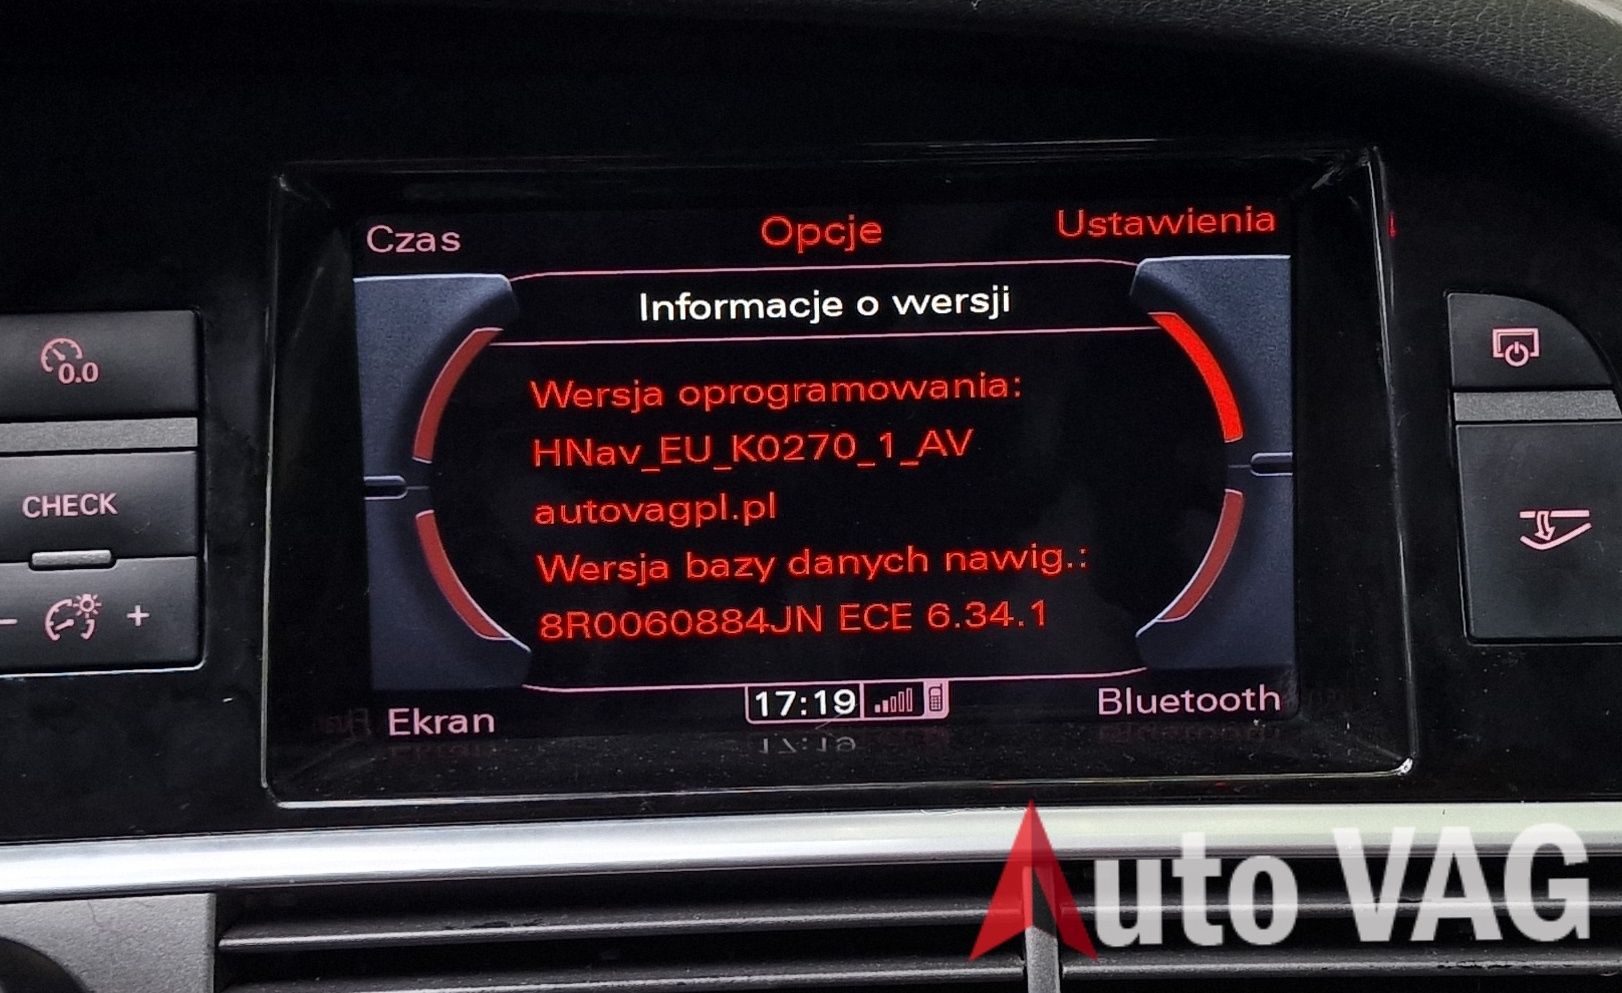 Czas Opcje Ustawienia
Informacje o wersji
0.0
Wersja oprogramowania:
HNav_EU_K0270_1_AV
CHECK
autovagpl.pl
Wersja bazy danych nawig.:
8R0060884JN ECE 6.34.1
- +
Ekran 17:19 Bluetooth
Auto VAG